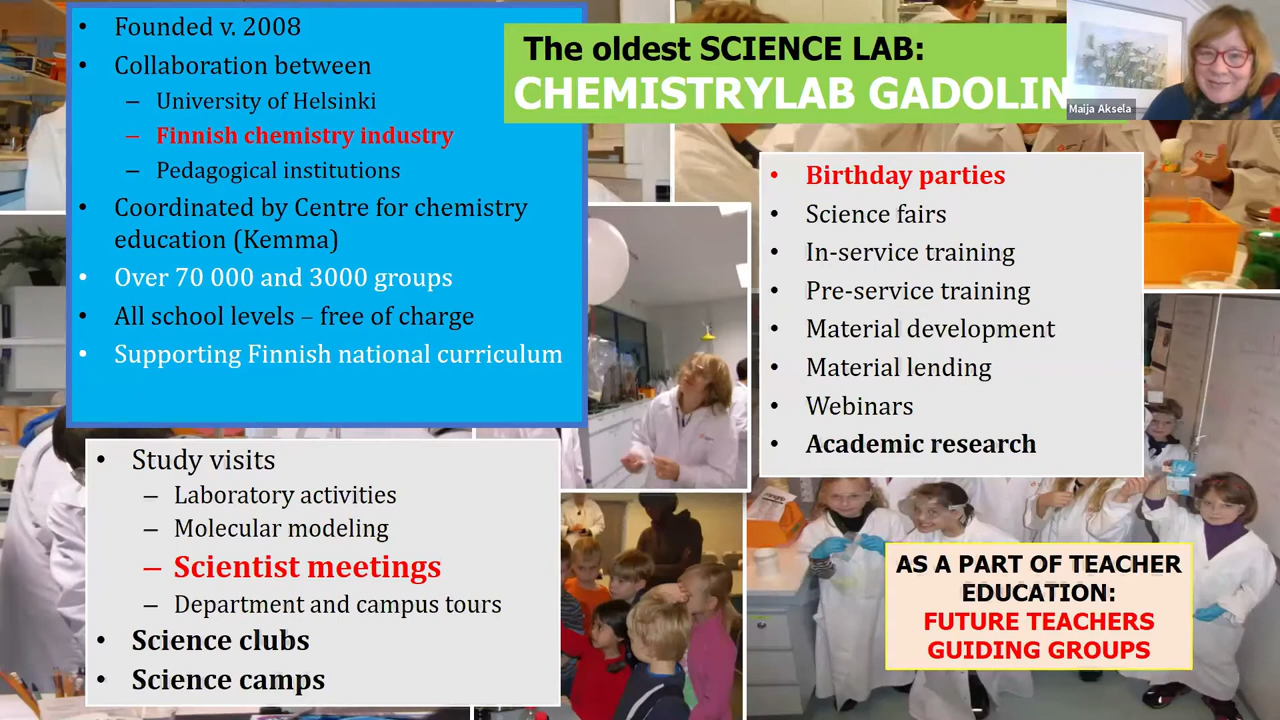 The oldest SCIENCE LAB:
CHEMISTRYLAB GADOLIN
Maija Aksela
• Founded v. 2008
• Collaboration between
– University of Helsinki
– Finnish chemistry industry
– Pedagogical institutions
• Coordinated by Centre for chemistry
education (Kemma)
• Over 70 000 and 3000 groups
• All school levels – free of charge
• Supporting Finnish national curriculum
• Study visits
– Laboratory activities
– Molecular modeling
– Scientist meetings
– Department and campus tours
• Science clubs
• Science camps
• Birthday parties
• Science fairs
• In-service training
• Pre-service training
• Material development
• Material lending
• Webinars
• Academic research
AS A PART OF TEACHER
EDUCATION:
FUTURE TEACHERS
GUIDING GROUPS